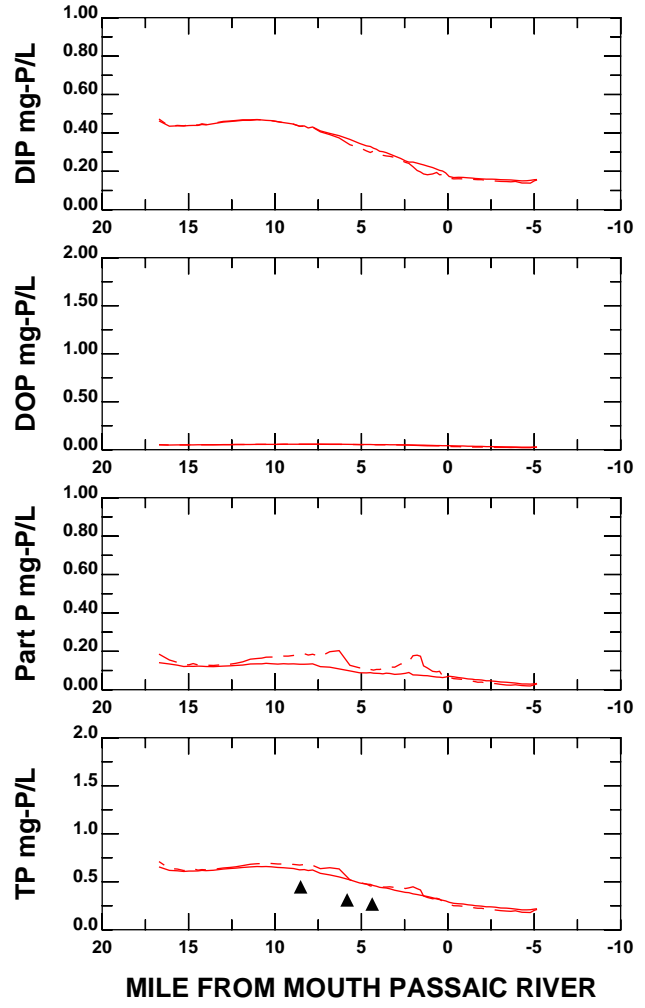 DIP mg-P/L
1.00
0.80
0.60
0.40
0.20
0.00
20 15 10 5 0 -5 -10
DOP mg-P/L
2.00
1.50
1.00
0.50
0.00
20 15 10 5 0 -5 -10
Part P mg-P/L
1.00
0.80
0.60
0.40
0.20
0.00
20 15 10 5 0 -5 -10
TP mg-P/L
2.0
1.5
1.0
0.5
0.0
20 15 10 5 0 -5 -10
MILE FROM MOUTH PASSAIC RIVER